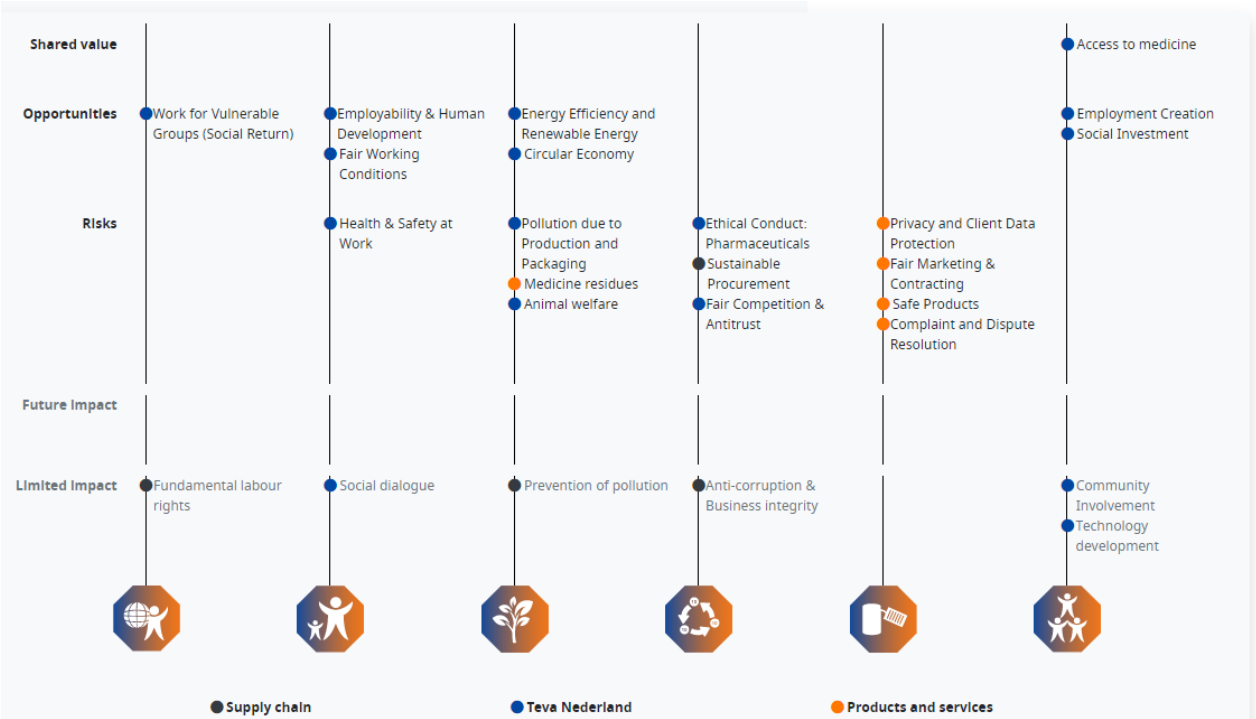 Shared value
Access to medicine
Opportunities
Work for Vulnerable
Groups (Social Return)
Employability & Human
Development
Fair Working
Conditions
Energy Efficiency and
Renewable Energy
Circular Economy
Employment Creation
Social Investment
Risks
Health & Safety at
Work
Pollution due to
Production and
Packaging
Medicine residues
Animal welfare
Ethical Conduct:
Pharmaceuticals
Sustainable
Procurement
Fair Competition &
Antitrust
Privacy and Client Data
Protection
Fair Marketing &
Contracting
Safe Products
Complaint and Dispute
Resolution
Future Impact
Limited Impact
Fundamental labour
rights
Social dialogue
Prevention of pollution
Anti-corruption &
Business integrity
Community
Involvement
Technology
development
Supply chain
Teva Nederland
Products and services